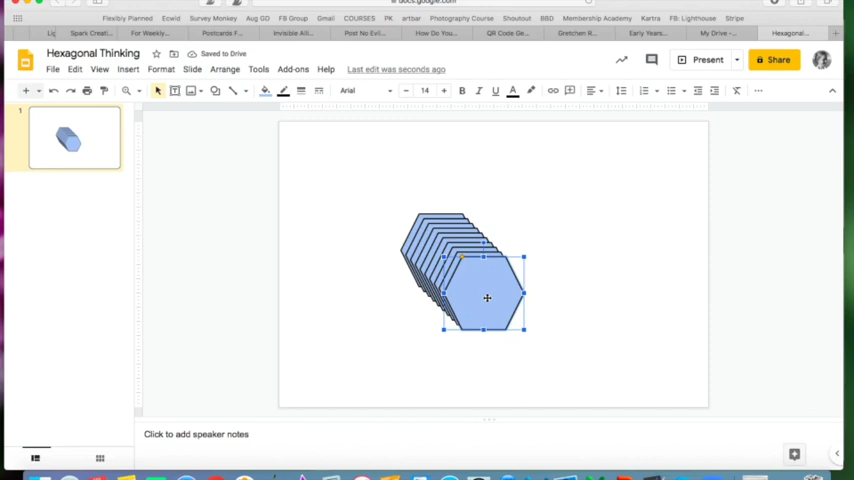 docs.google.com
Flexibly Planned Ecwid Survey Monkey Aug GD FB Group Gmail COURSES PK artbar Photography Course Shoutout BBD Membership Academy Kartra FB: Lighthouse Stripe
Spark Creati... For Weekly... Postcards F... Invisible Alli... Post No Evil... How Do You... QR Code Ge... Gretchen R... Early Years... My Drive -... Hexagonal...
Hexagonal Thinking Saved to Drive
Present Share
File Edit View Insert Format Slide Arrange Tools Add-ons Help Last edit was seconds ago
Arial 14 B I U A
1
Click to add speaker notes